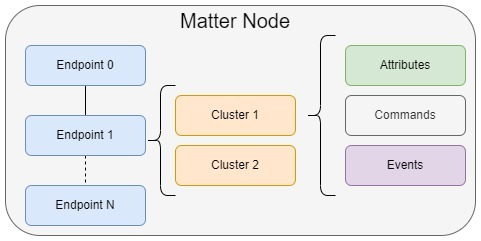 Matter Node
Endpoint 0
Endpoint 1
Endpoint N
Cluster 1
Cluster 2
Attributes
Commands
Events